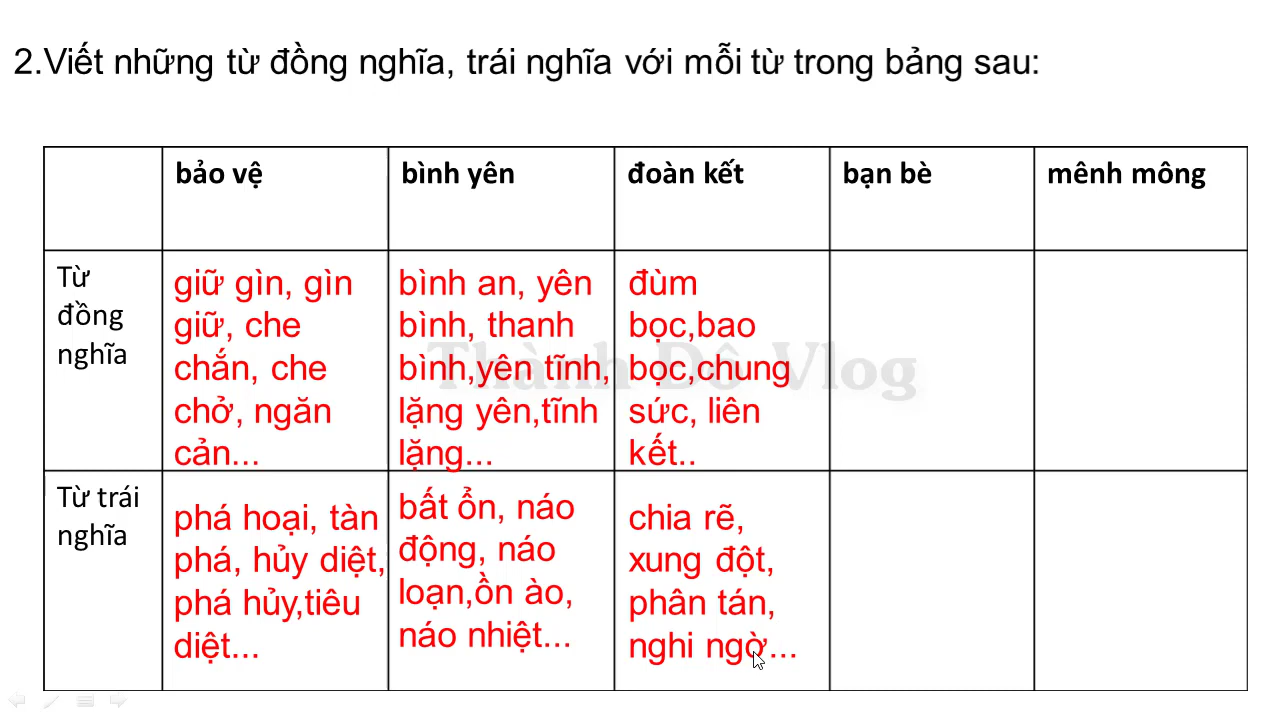 2.Viết những từ đồng nghĩa, trái nghĩa với mỗi từ trong bảng sau:
bảo vệ
bình yên
đoàn kết
bạn bè
mênh mông
Từ
đồng
nghĩa
giữ gìn, gìn
giữ, che
chắn, che
chở, ngăn
cản...
bình an, yên
bình, thanh
bình,yên tĩnh,
lặng yên,tĩnh
lặng...
đùm
bọc,bao
bọc,chung
sức, liên
kết..
Thành Đô Vlog
Từ trái
nghĩa
phá hoại, tàn
phá, hủy diệt,
phá hủy,tiêu
diệt...
bất ổn, náo
động, náo
loạn,ồn ào,
náo nhiệt...
chia rẽ,
xung đột,
phân tán,
nghi ngờ...